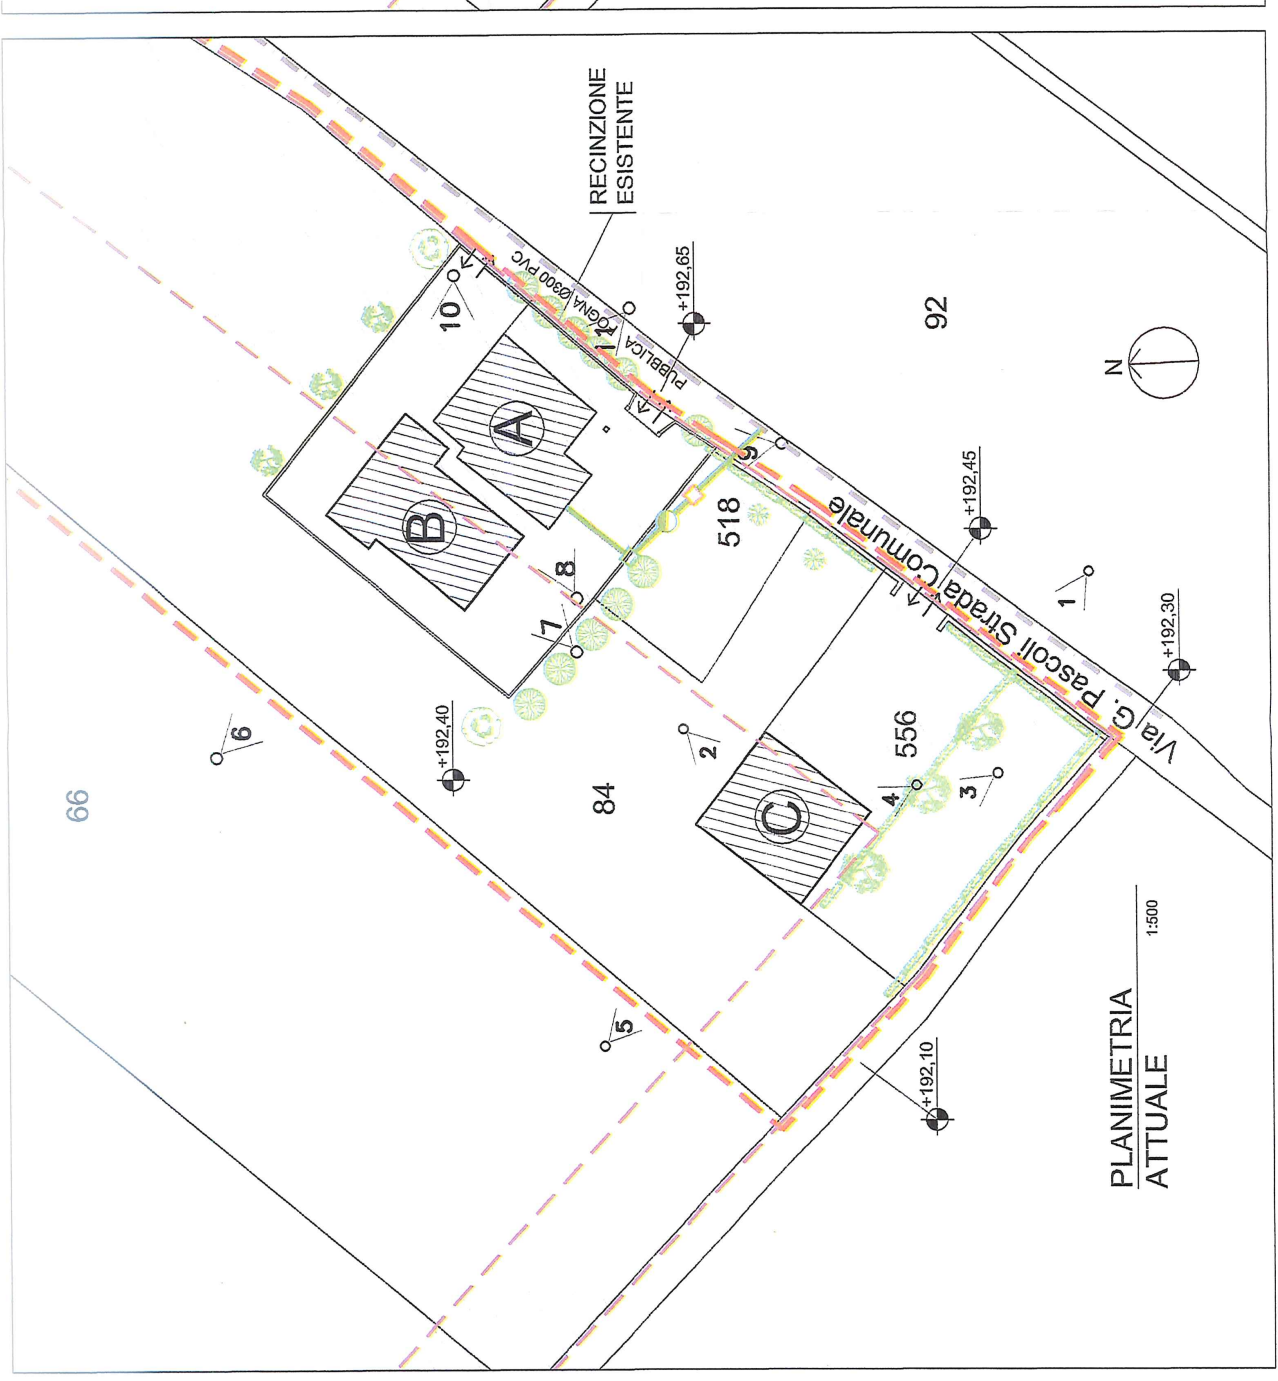 RECINZIONE
ESISTENTE
PUBBLICA FOGNA Ø300 PVC
+192,65
10
11
A
B
9
92
N
518
8
7
Via G. Pascoli Strada Comunale
+192,45
1
+192,30
+192,40
6
66
84
2
556
3
4
C
5
+192,10
PLANIMETRIA
ATTUALE
1:500